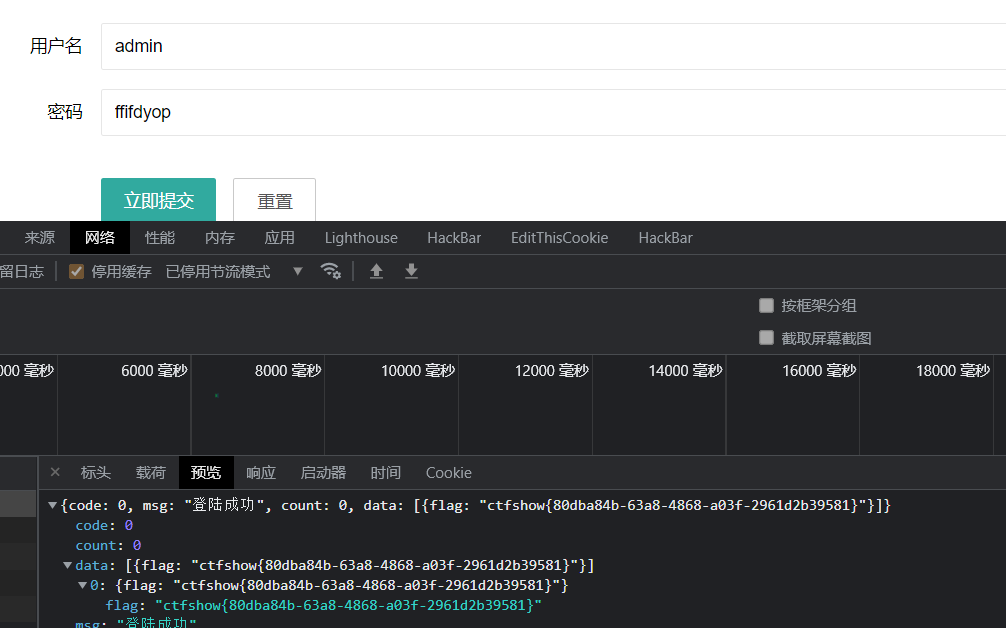 用户名 admin
密码 ffifdyop
立即提交 重置
来源 网络 性能 内存 应用 Lighthouse HackBar EditThisCookie HackBar
留日志 停用缓存 已停用节流模式
按框架分组
截取屏幕截图
000 毫秒 6000 毫秒 8000 毫秒 10000 毫秒 12000 毫秒 14000 毫秒 16000 毫秒 18000 毫秒
× 标头 载荷 预览 响应 启动器 时间 Cookie
▼{code: 0, msg: "登陆成功", count: 0, data: [{flag: "ctfshow{80dba84b-63a8-4868-a03f-2961d2b39581}"}]}
code: 0
count: 0
▼data: [{flag: "ctfshow{80dba84b-63a8-4868-a03f-2961d2b39581}"}]
▼0: {flag: "ctfshow{80dba84b-63a8-4868-a03f-2961d2b39581}"}
flag: "ctfshow{80dba84b-63a8-4868-a03f-2961d2b39581}"
msg: "登陆成功"